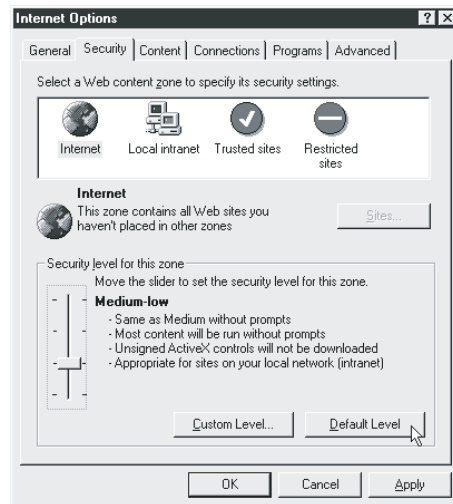 Internet Options
? ×
General Security Content Connections Programs Advanced
Select a Web content zone to specify its security settings.
Internet Local intranet Trusted sites Restricted sites
Internet
This zone contains all Web sites you
haven't placed in other zones
Sites...
Security level for this zone
Move the slider to set the security level for this zone.
Medium-low
- Same as Medium without prompts
- Most content will be run without prompts
- Unsigned ActiveX controls will not be downloaded
- Appropriate for sites on your local network (intranet)
Custom Level... Default Level
OK Cancel Apply